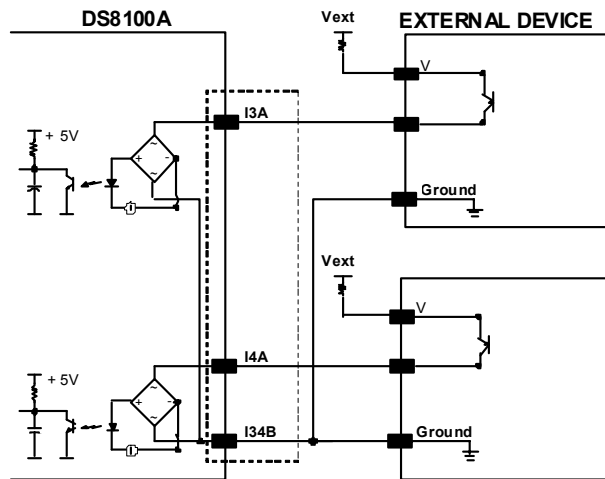 DS8100A
Vext
EXTERNAL DEVICE
V
I3A
+ 5V
~
+
-
~
Ground
Vext
V
I4A
+ 5V
~
+
-
~
I34B
Ground